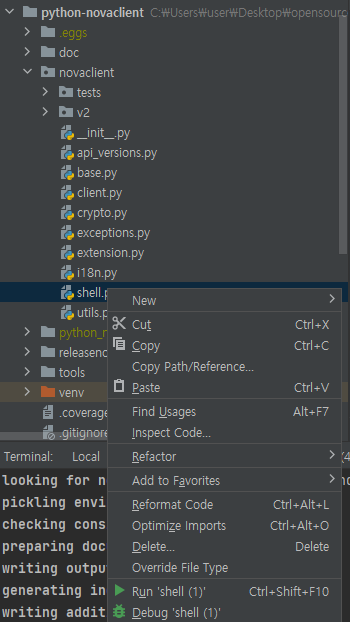 python-novaclient C:₩Users₩user₩Desktop₩opensourc
.eggs
doc
novaclient
tests
v2
__init__.py
api_versions.py
base.py
client.py
crypto.py
exceptions.py
extension.py
i18n.py
shell.p
utils.p
python_n
releasen
tools
venv
.coverage
.gitignore
New
Cut Ctrl+X
Copy Ctrl+C
Copy Path/Reference...
Paste Ctrl+V
Find Usages Alt+F7
Inspect Code...
Refactor
Add to Favorites
Reformat Code Ctrl+Alt+L
Optimize Imports Ctrl+Alt+O
Delete... Delete
Override File Type
Run 'shell (1)' Ctrl+Shift+F10
Debug 'shell (1)'
Terminal: Local (4
looking for n
pickling envi
checking cons
preparing doc
writing output
generating in
writing addit